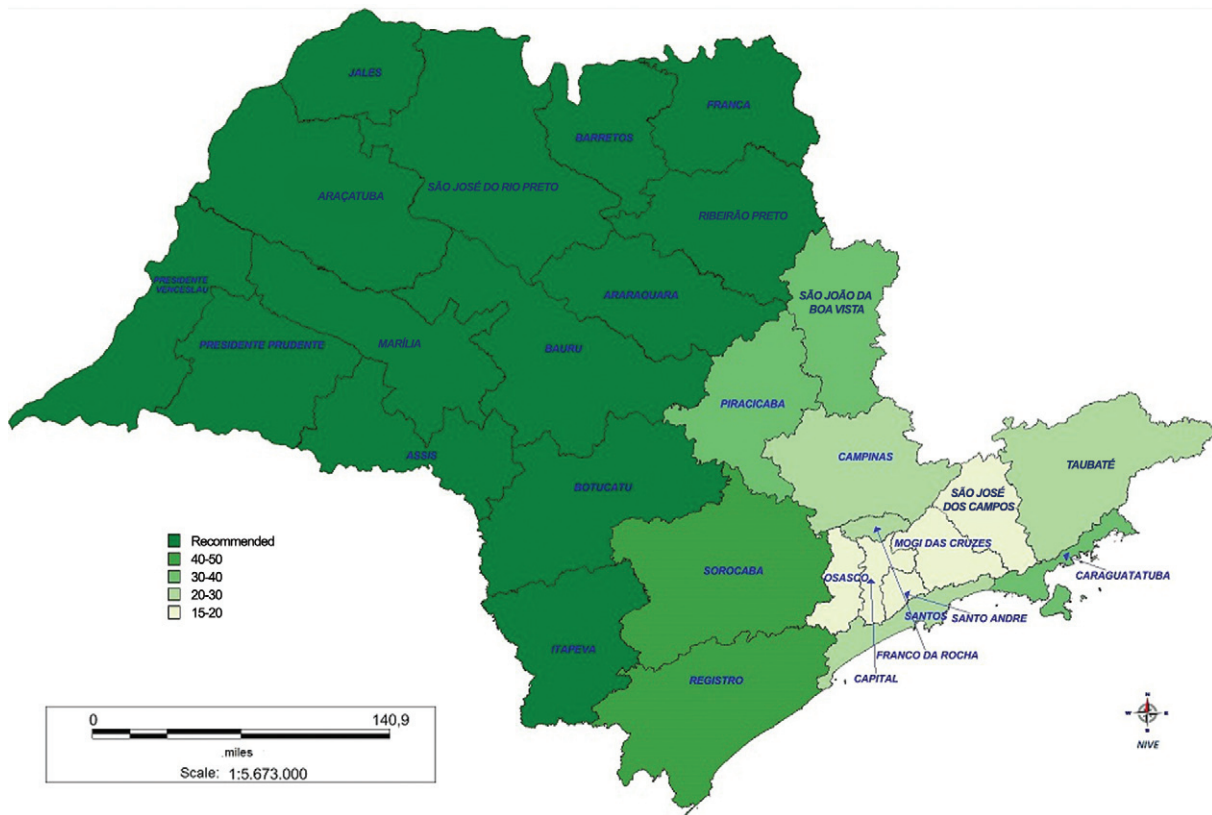 JALES
FRANCA
BARRETOS
ARAÇATUBA
SÃO JOSÉ DO RIO PRETO
RIBEIRÃO PRETO
PRESIDENTE
VENCESLAU
ARARAQUARA
SÃO JOÃO DA
BOA VISTA
PRESIDENTE PRUDENTE
MARÍLIA
BAURU
PIRACICABA
ASSIS
CAMPINAS
TAUBATÉ
BOTUCATU
SÃO JOSÉ
DOS CAMPOS
Recommended
40-50
30-40
20-30
15-20
MOGI DAS CRUZES
SOROCABA
OSASCO
CARAGUATATUBA
SANTOS
SANTO ANDRE
ITAPEVA
FRANCO DA ROCHA
REGISTRO
CAPITAL
0
140,9
.miles
Scale: 1:5.673.000
N
W
E
S
NIVE